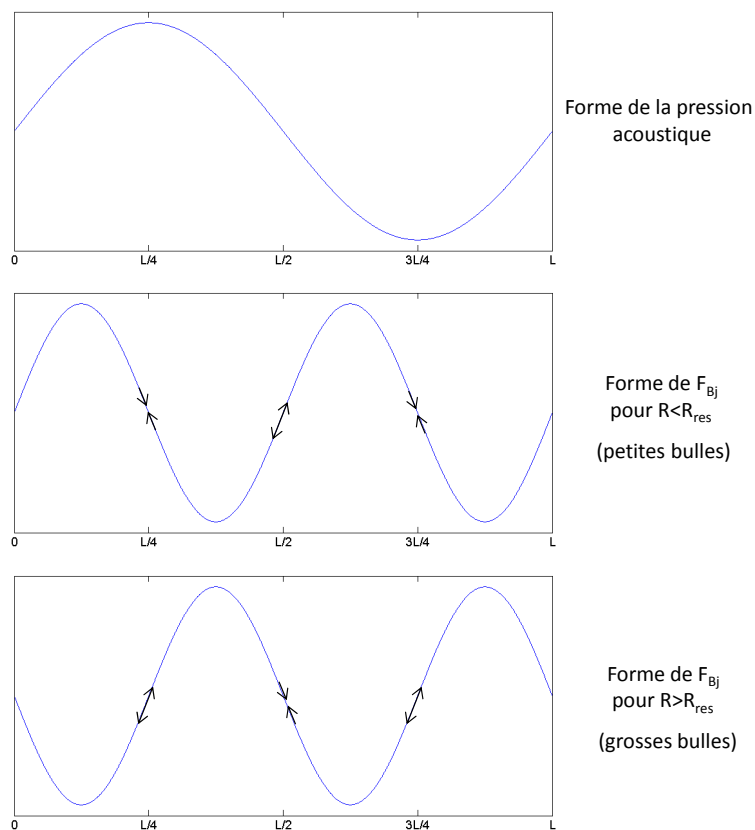 Forme de la pression
acoustique
0 L/4 L/2 3L/4 L
Forme de F_Bj
pour R<R_res
(petites bulles)
0 L/4 L/2 3L/4 L
Forme de F_Bj
pour R>R_res
(grosses bulles)
0 L/4 L/2 3L/4 L